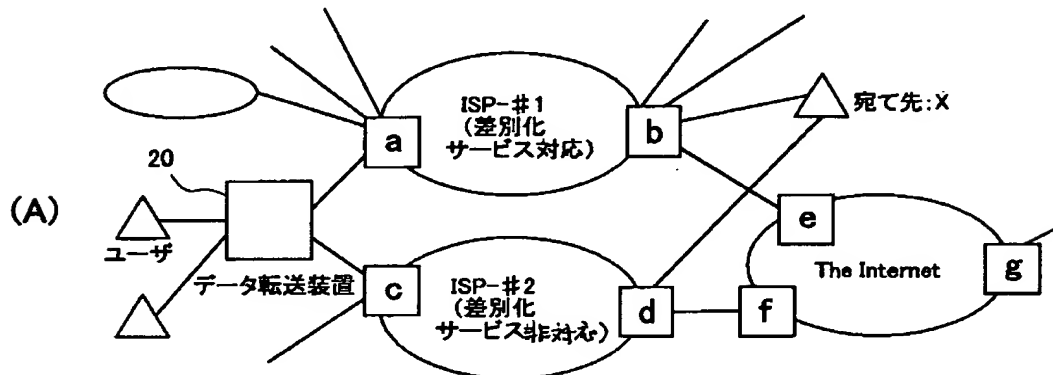 (A)
ISP-#1
(差別化
サービス対応)
a
b
宛て先:X
20
ユーザ
データ転送装置
c
ISP-#2
(差別化
サービス非対応)
d
e
The Internet
f
g